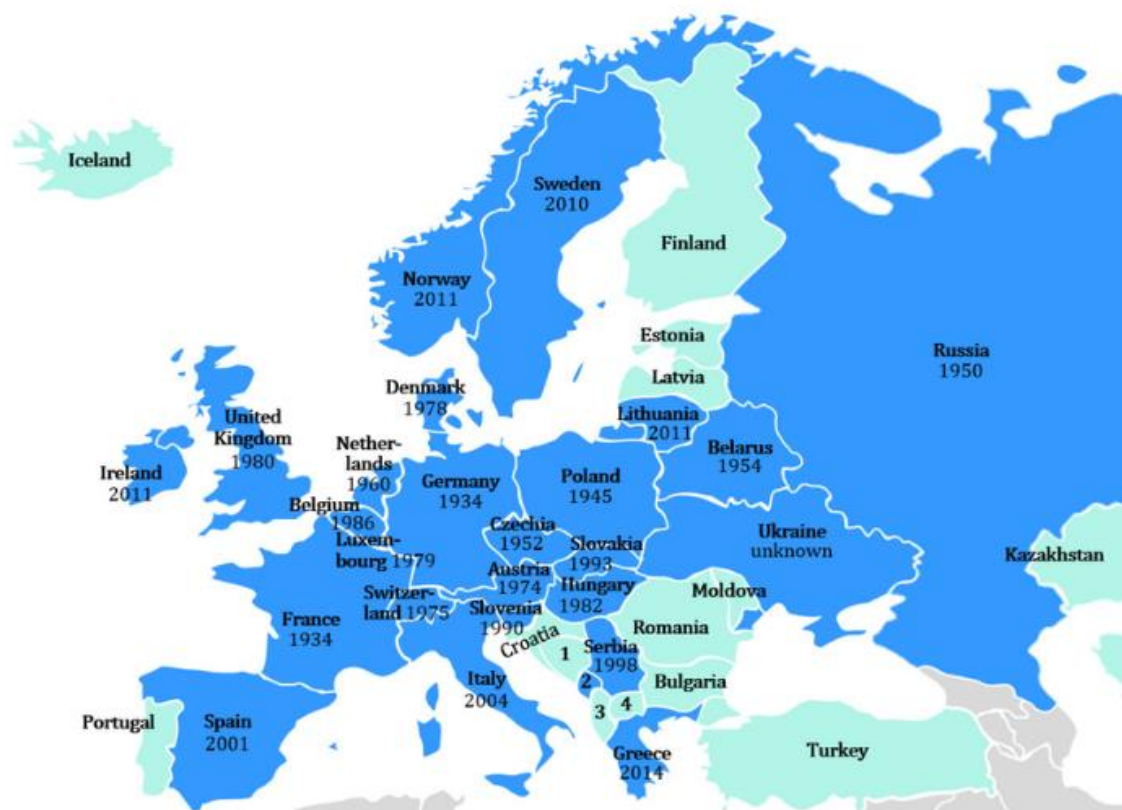 Iceland
Sweden
2010
Finland
Norway
2011
Estonia
Russia
1950
Latvia
Denmark
1978
Lithuania
2011
United
Kingdom
1980
Belarus
1954
Nether-
lands
1960
Ireland
2011
Germany
1934
Poland
1945
Belgium
1986
Czechia
1952
Ukraine
unknown
Luxem-
bourg 1979
Slovakia
1993
Kazakhstan
Austria
1974
Hungary
1982
Moldova
Switzer-
land 1975
Slovenia
1990
France
1934
Romania
Croatia
1
Serbia
1998
Italy
2004
2
Bulgaria
Portugal
Spain
2001
3
4
Greece
2014
Turkey